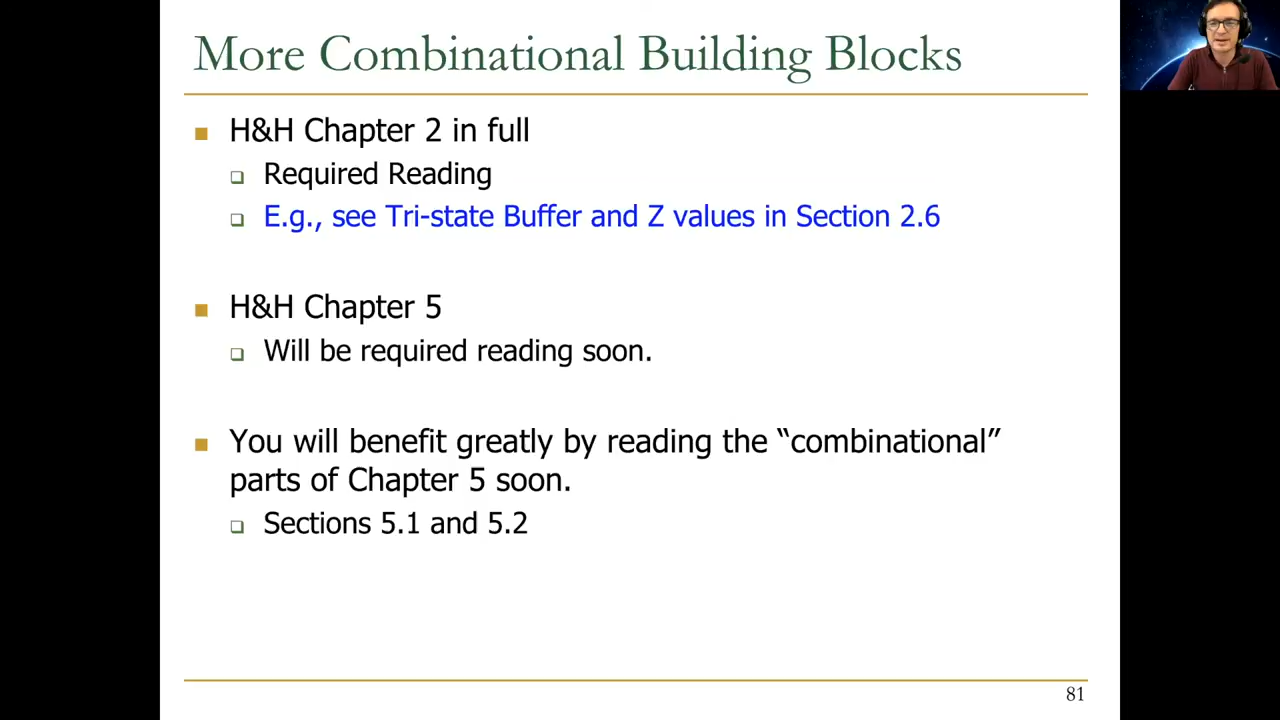 More Combinational Building Blocks
H&H Chapter 2 in full
Required Reading
E.g., see Tri-state Buffer and Z values in Section 2.6
H&H Chapter 5
Will be required reading soon.
You will benefit greatly by reading the “combinational”
parts of Chapter 5 soon.
Sections 5.1 and 5.2
81